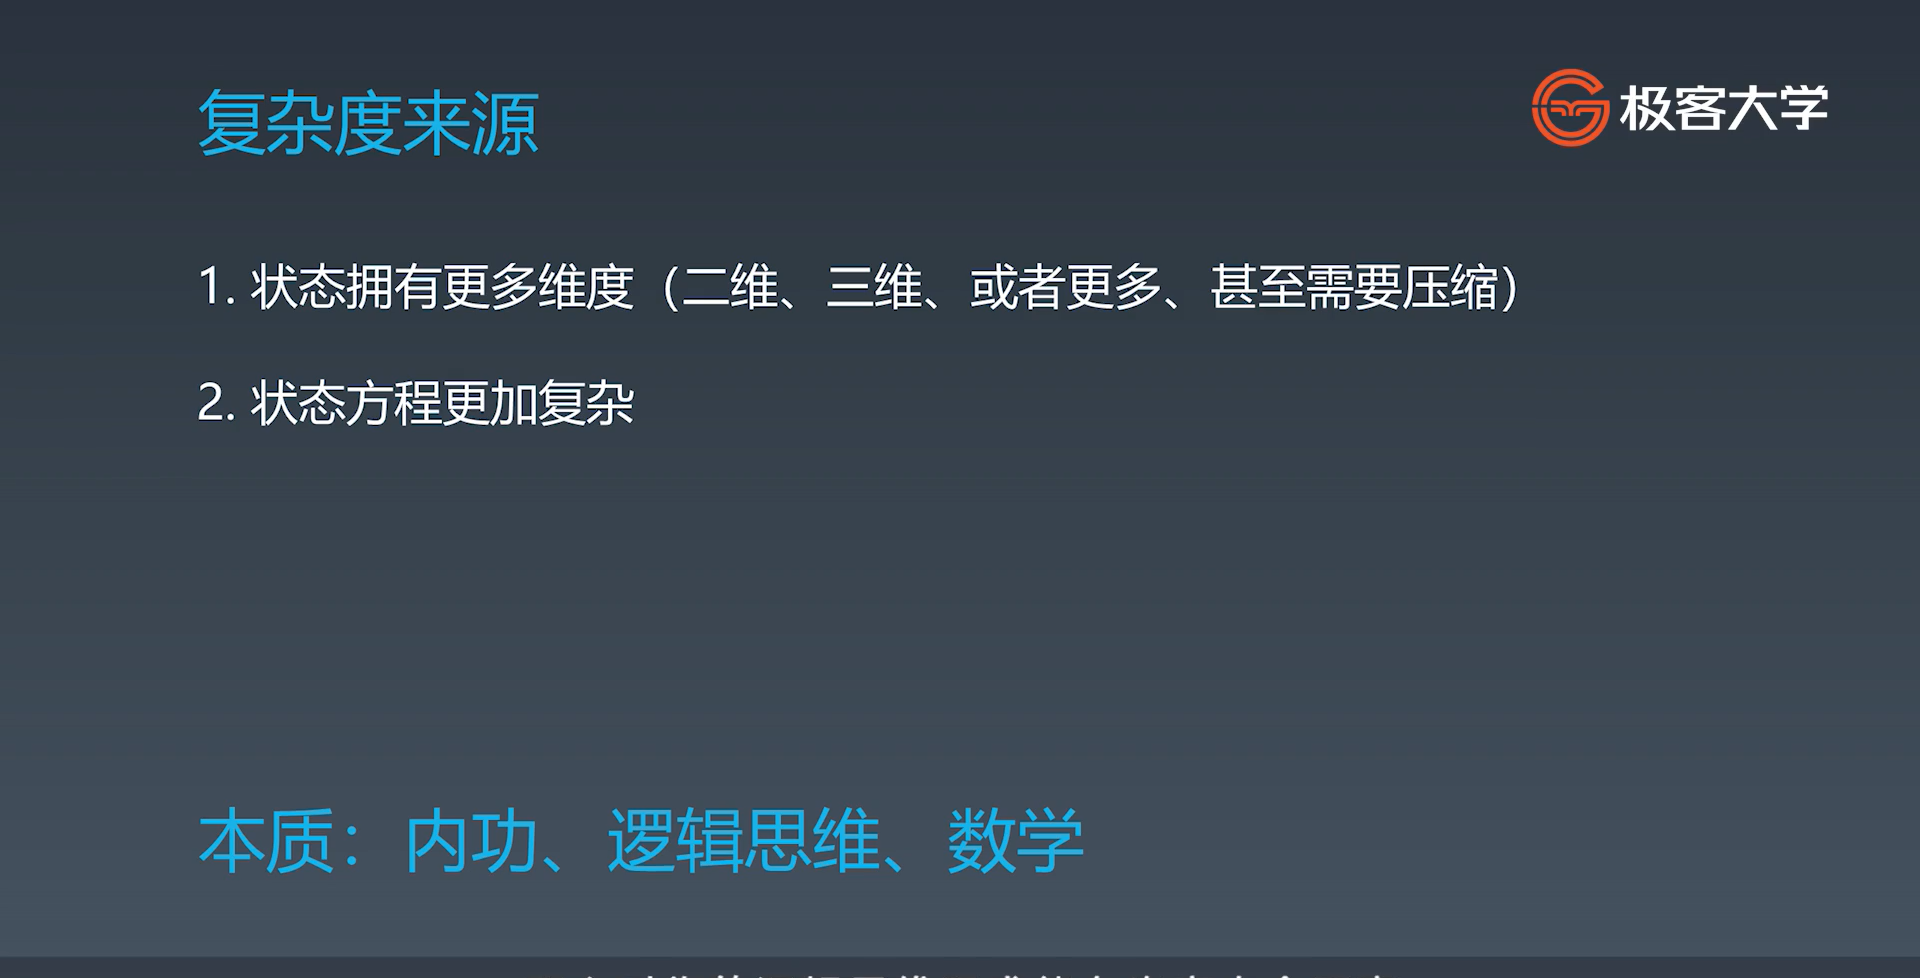 复杂度来源
极客大学
1. 状态拥有更多维度（二维、三维、或者更多、甚至需要压缩）
2. 状态方程更加复杂
本质：内功、逻辑思维、数学